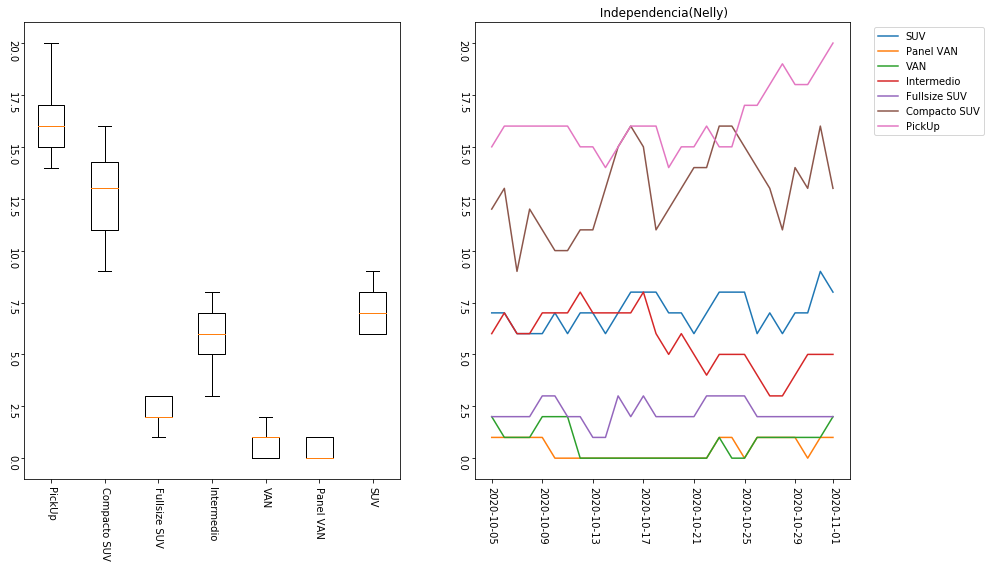 20.0
17.5
15.0
12.5
10.0
7.5
5.0
2.5
0.0
PickUp
Compacto SUV
Fullsize SUV
Intermedio
VAN
Panel VAN
SUV
Independencia(Nelly)
20.0
17.5
15.0
12.5
10.0
7.5
5.0
2.5
0.0
2020-10-05
2020-10-09
2020-10-13
2020-10-17
2020-10-21
2020-10-25
2020-10-29
2020-11-01
SUV
Panel VAN
VAN
Intermedio
Fullsize SUV
Compacto SUV
PickUp